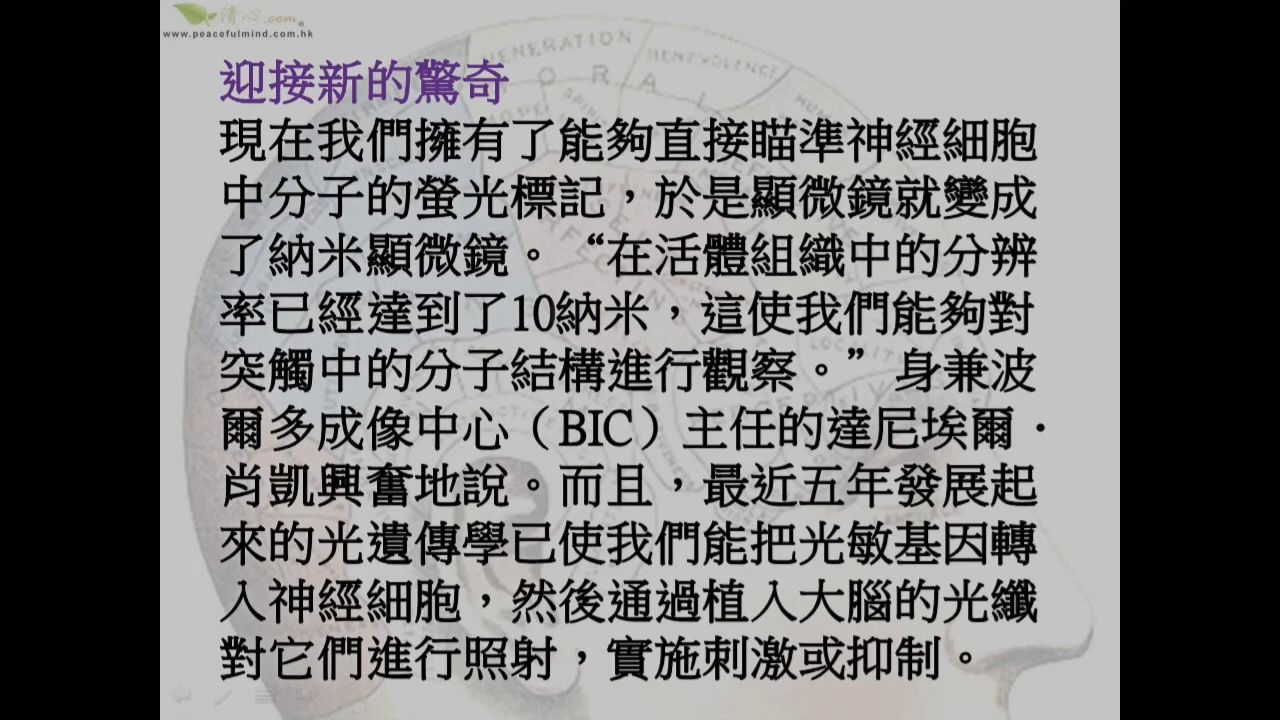 清心.com
www.peacefulmind.com.hk
GENERATION
BENEVOLENCE
迎接新的驚奇
現在我們擁有了能夠直接瞄準神經細胞
中分子的螢光標記，於是顯微鏡就變成
了納米顯微鏡。“在活體組織中的分辨
率已經達到了10納米，這使我們能夠對
突觸中的分子結構進行觀察。” 身兼波
爾多成像中心（BIC）主任的達尼埃爾．
肖凱興奮地說。而且，最近五年發展起
來的光遺傳學已使我們能把光敏基因轉
入神經細胞，然後通過植入大腦的光纖
對它們進行照射，實施刺激或抑制。